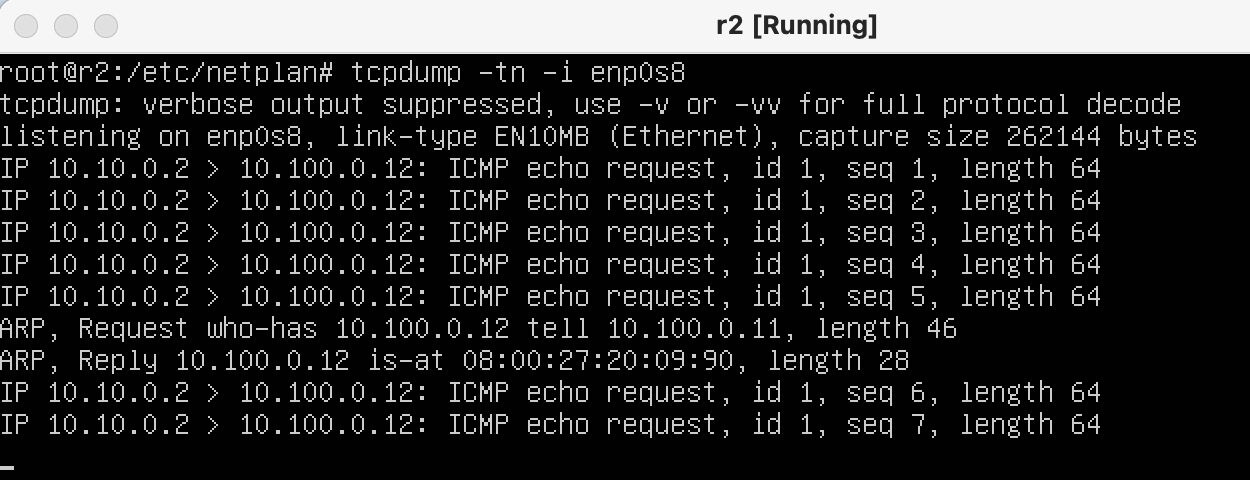 r2 [Running]
root@r2:/etc/netplan# tcpdump -tn -i enp0s8
tcpdump: verbose output suppressed, use -v or -vv for full protocol decode
listening on enp0s8, link-type EN10MB (Ethernet), capture size 262144 bytes
IP 10.10.0.2 > 10.100.0.12: ICMP echo request, id 1, seq 1, length 64
IP 10.10.0.2 > 10.100.0.12: ICMP echo request, id 1, seq 2, length 64
IP 10.10.0.2 > 10.100.0.12: ICMP echo request, id 1, seq 3, length 64
IP 10.10.0.2 > 10.100.0.12: ICMP echo request, id 1, seq 4, length 64
IP 10.10.0.2 > 10.100.0.12: ICMP echo request, id 1, seq 5, length 64
ARP, Request who-has 10.100.0.12 tell 10.100.0.11, length 46
ARP, Reply 10.100.0.12 is-at 08:00:27:20:09:90, length 28
IP 10.10.0.2 > 10.100.0.12: ICMP echo request, id 1, seq 6, length 64
IP 10.10.0.2 > 10.100.0.12: ICMP echo request, id 1, seq 7, length 64